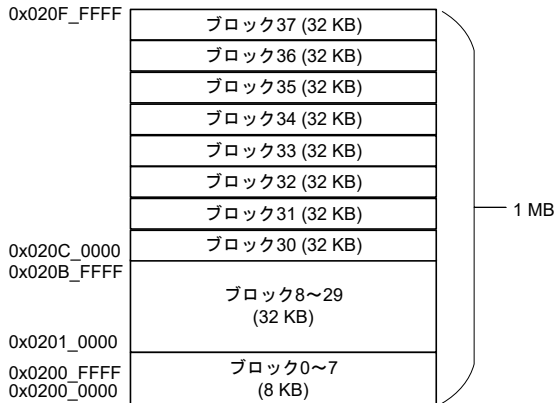 0x020F_FFFF
ブロック37 (32 KB)
ブロック36 (32 KB)
ブロック35 (32 KB)
ブロック34 (32 KB)
ブロック33 (32 KB)
ブロック32 (32 KB)
ブロック31 (32 KB)
ブロック30 (32 KB)
1 MB
0x020C_0000
0x020B_FFFF
ブロック8～29
(32 KB)
0x0201_0000
ブロック0～7
(8 KB)
0x0200_FFFF
0x0200_0000